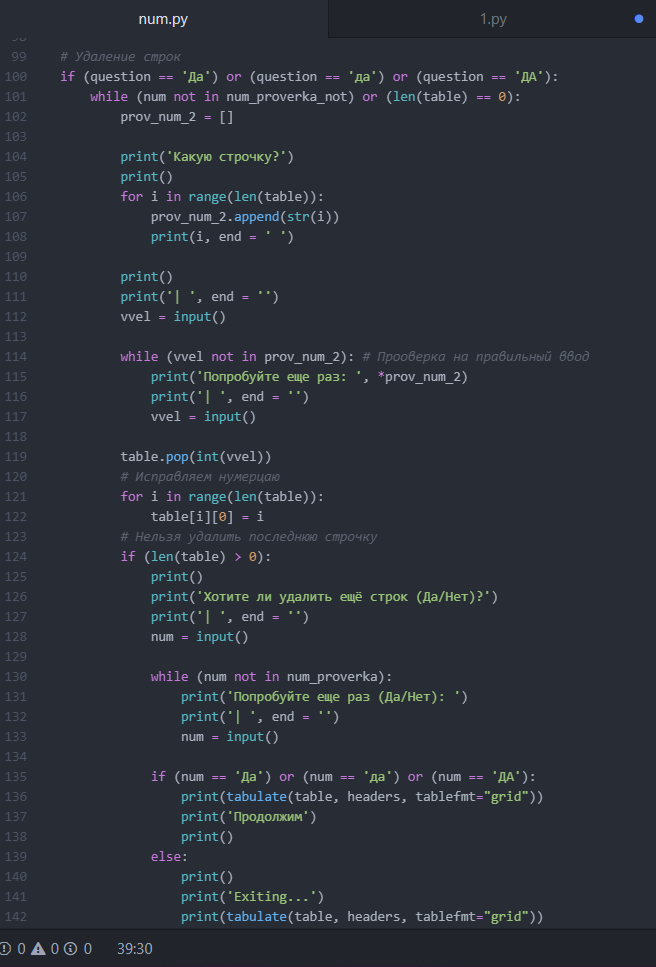 num.py 1.py
99 # Удаление строк
100 if (question == 'Да') or (question == 'да') or (question == 'ДА'):
101 while (num not in num_proverka_not) or (len(table) == 0):
102 prov_num_2 = []
103
104 print('Какую строчку?')
105 print()
106 for i in range(len(table)):
107 prov_num_2.append(str(i))
108 print(i, end = ' ')
109
110 print()
111 print('| ', end = '')
112 vvel = input()
113
114 while (vvel not in prov_num_2): # Прооверка на правильный ввод
115 print('Попробуйте еще раз: ', *prov_num_2)
116 print('| ', end = '')
117 vvel = input()
118
119 table.pop(int(vvel))
120 # Исправляем нумерцаю
121 for i in range(len(table)):
122 table[i][0] = i
123 # Нельзя удалить последнюю строчку
124 if (len(table) > 0):
125 print()
126 print('Хотите ли удалить ещё строк (Да/Нет)?')
127 print('| ', end = '')
128 num = input()
129
130 while (num not in num_proverka):
131 print('Попробуйте еще раз (Да/Нет): ')
132 print('| ', end = '')
133 num = input()
134
135 if (num == 'Да') or (num == 'да') or (num == 'ДА'):
136 print(tabulate(table, headers, tablefmt="grid"))
137 print('Продолжим')
138 print()
139 else:
140 print()
141 print('Exiting...')
142 print(tabulate(table, headers, tablefmt="grid"))
0 0 0 39:30